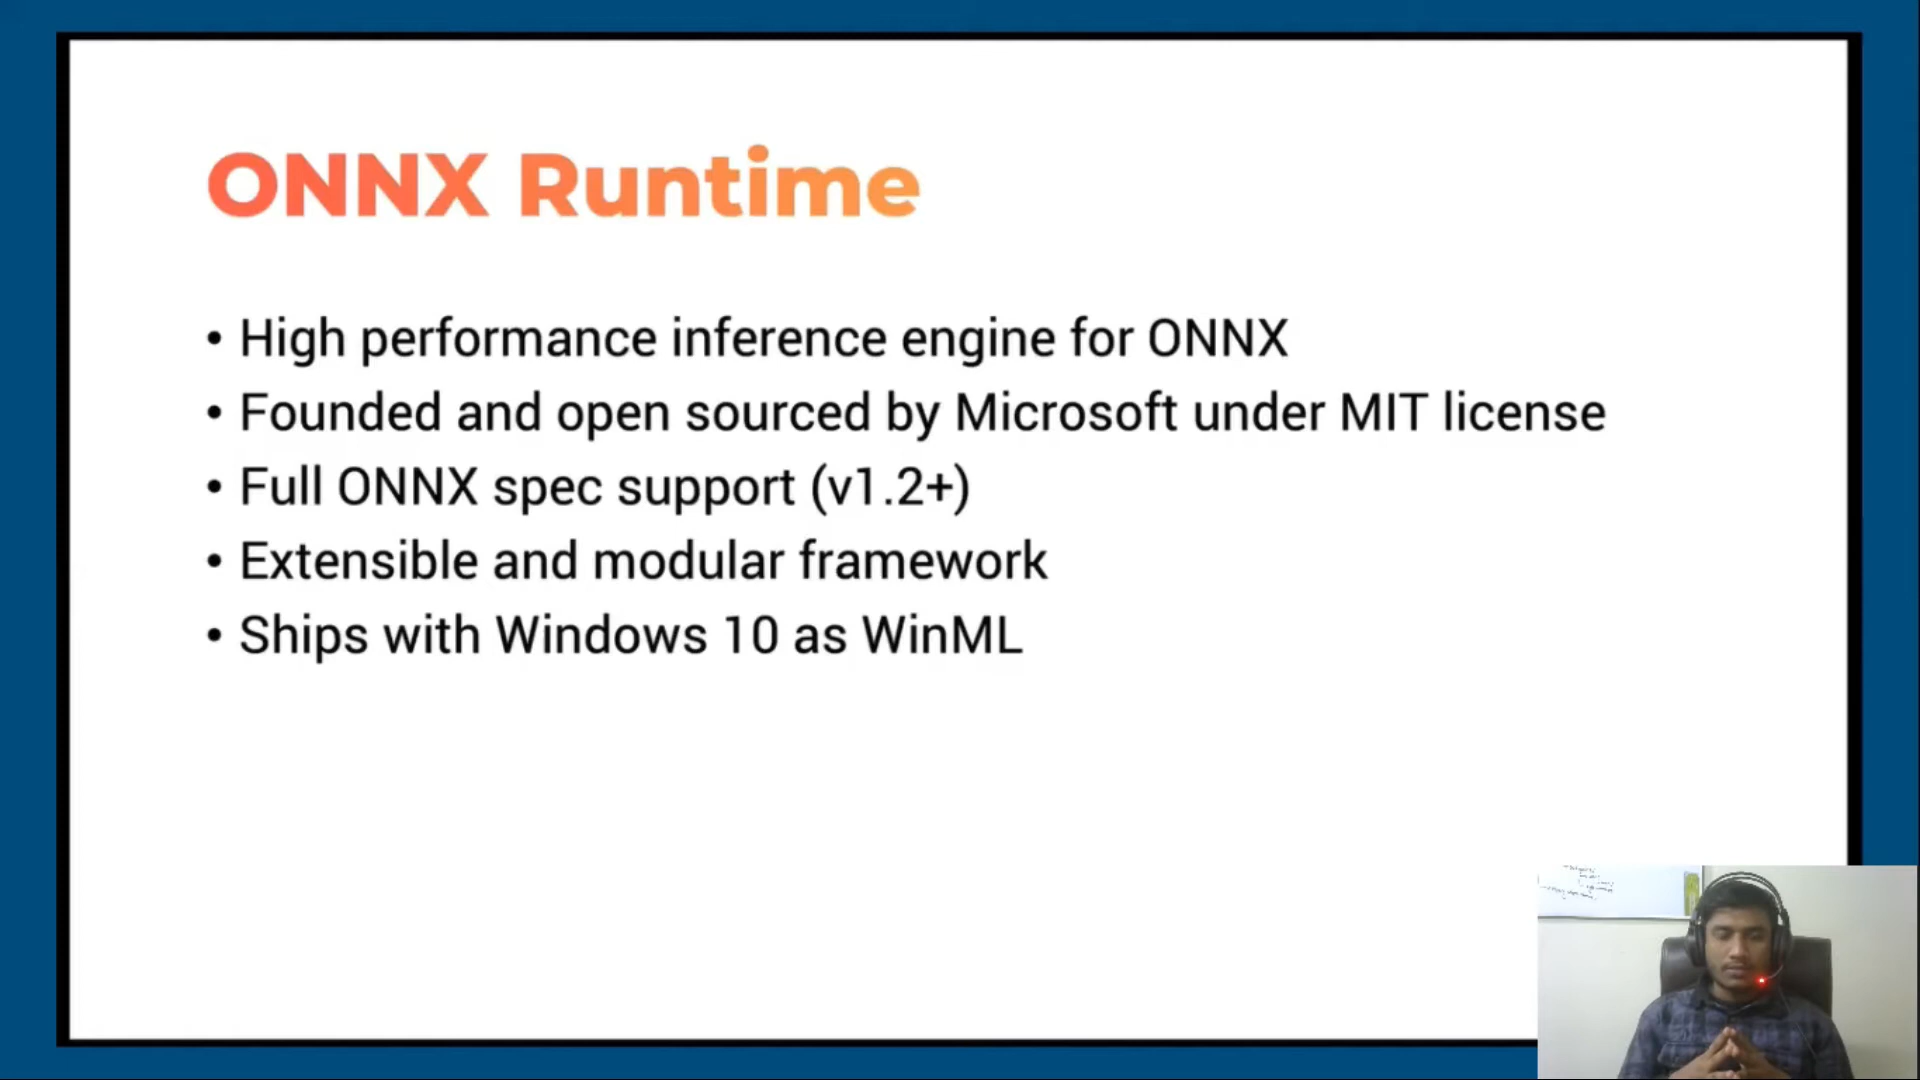 ONNX Runtime
• High performance inference engine for ONNX
• Founded and open sourced by Microsoft under MIT license
• Full ONNX spec support (v1.2+)
• Extensible and modular framework
• Ships with Windows 10 as WinML